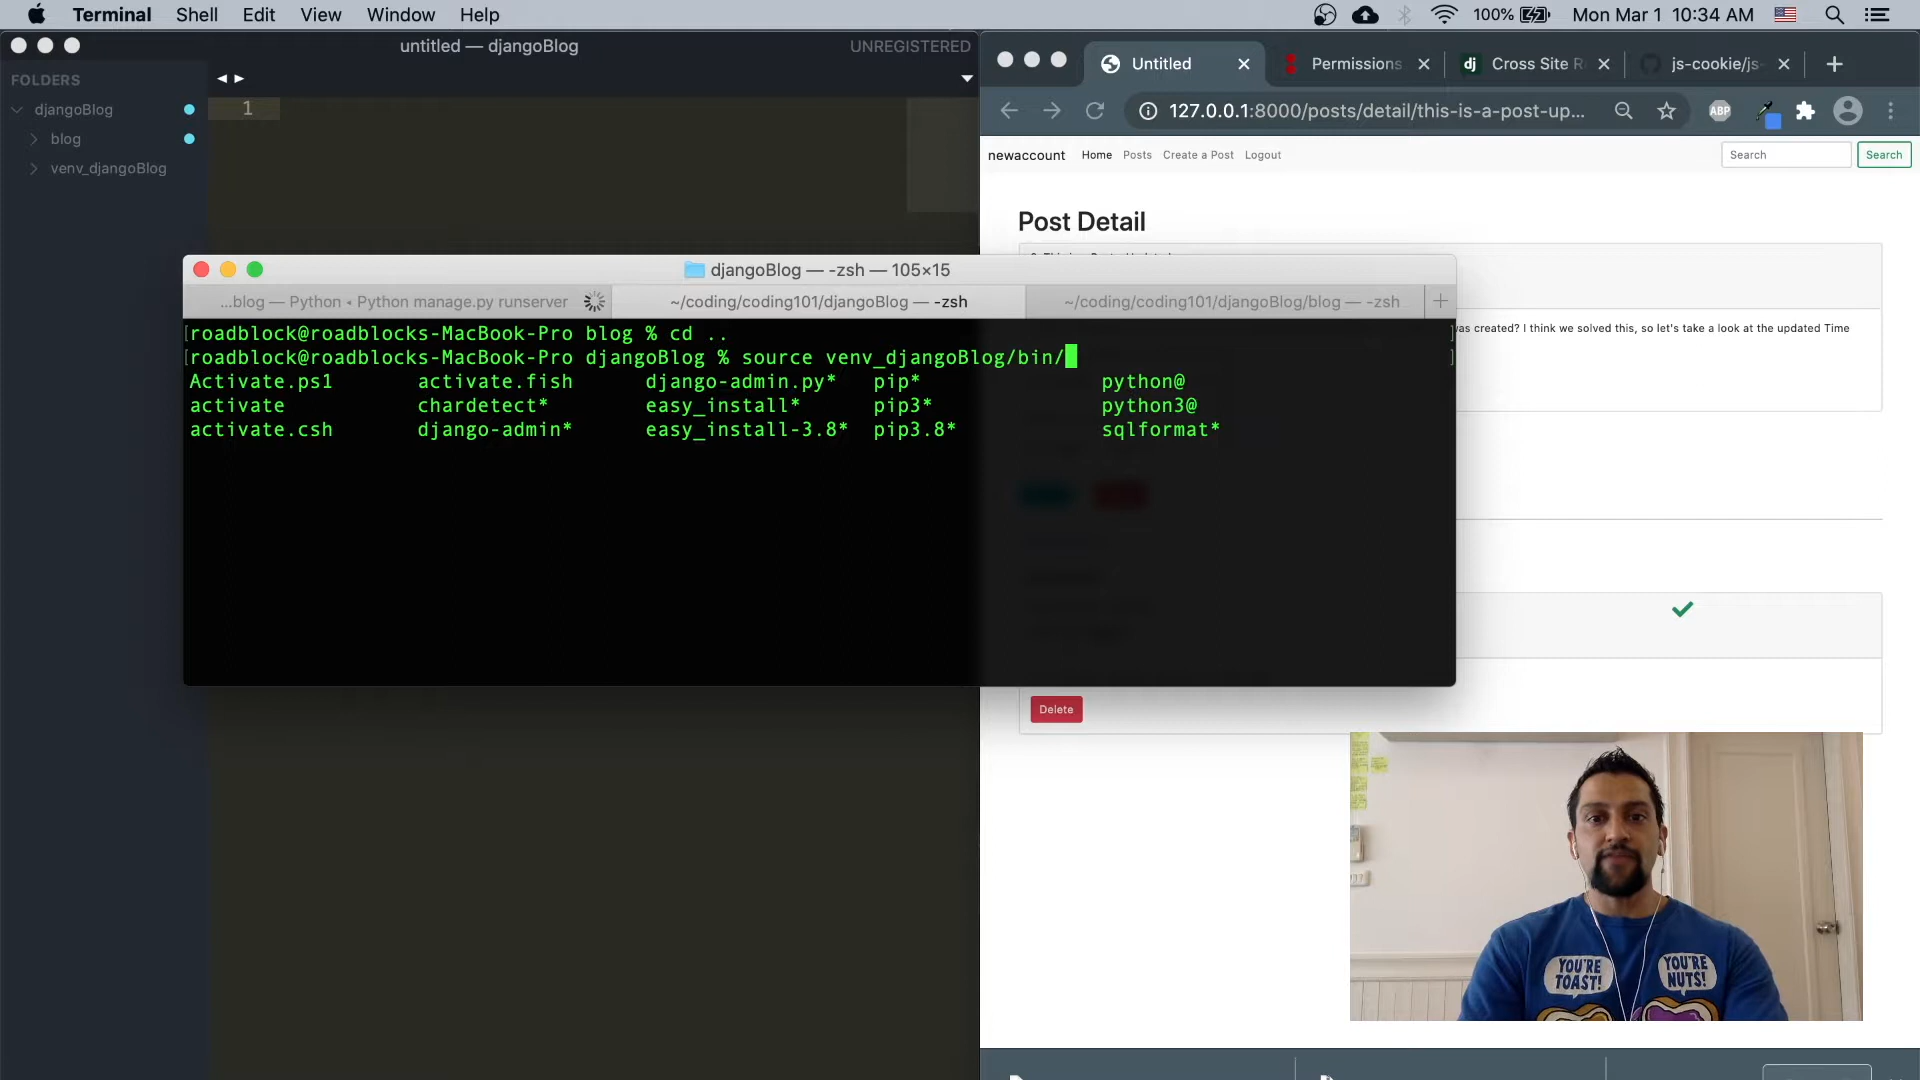 Terminal Shell Edit View Window Help 100% Mon Mar 1 10:34 AM
untitled — djangoBlog UNREGISTERED
FOLDERS
djangoBlog
blog
venv_djangoBlog
1
Untitled Permissions Cross Site R js-cookie/js-
127.0.0.1:8000/posts/detail/this-is-a-post-up... ABP
newaccount Home Posts Create a Post Logout Search Search
Post Detail
djangoBlog — -zsh — 105×15
...blog — Python • Python manage.py runserver ~/coding/coding101/djangoBlog — -zsh ~/coding/coding101/djangoBlog/blog — -zsh
[roadblock@roadblocks-MacBook-Pro blog % cd .. ]
[roadblock@roadblocks-MacBook-Pro djangoBlog % source venv_djangoBlog/bin/ ]
Activate.ps1 activate.fish django-admin.py* pip* python@
activate chardetect* easy_install* pip3* python3@
activate.csh django-admin* easy_install-3.8* pip3.8* sqlformat*
was created? I think we solved this, so let's take a look at the updated Time
Delete
YOU'RE TOAST!
YOU'RE NUTS!